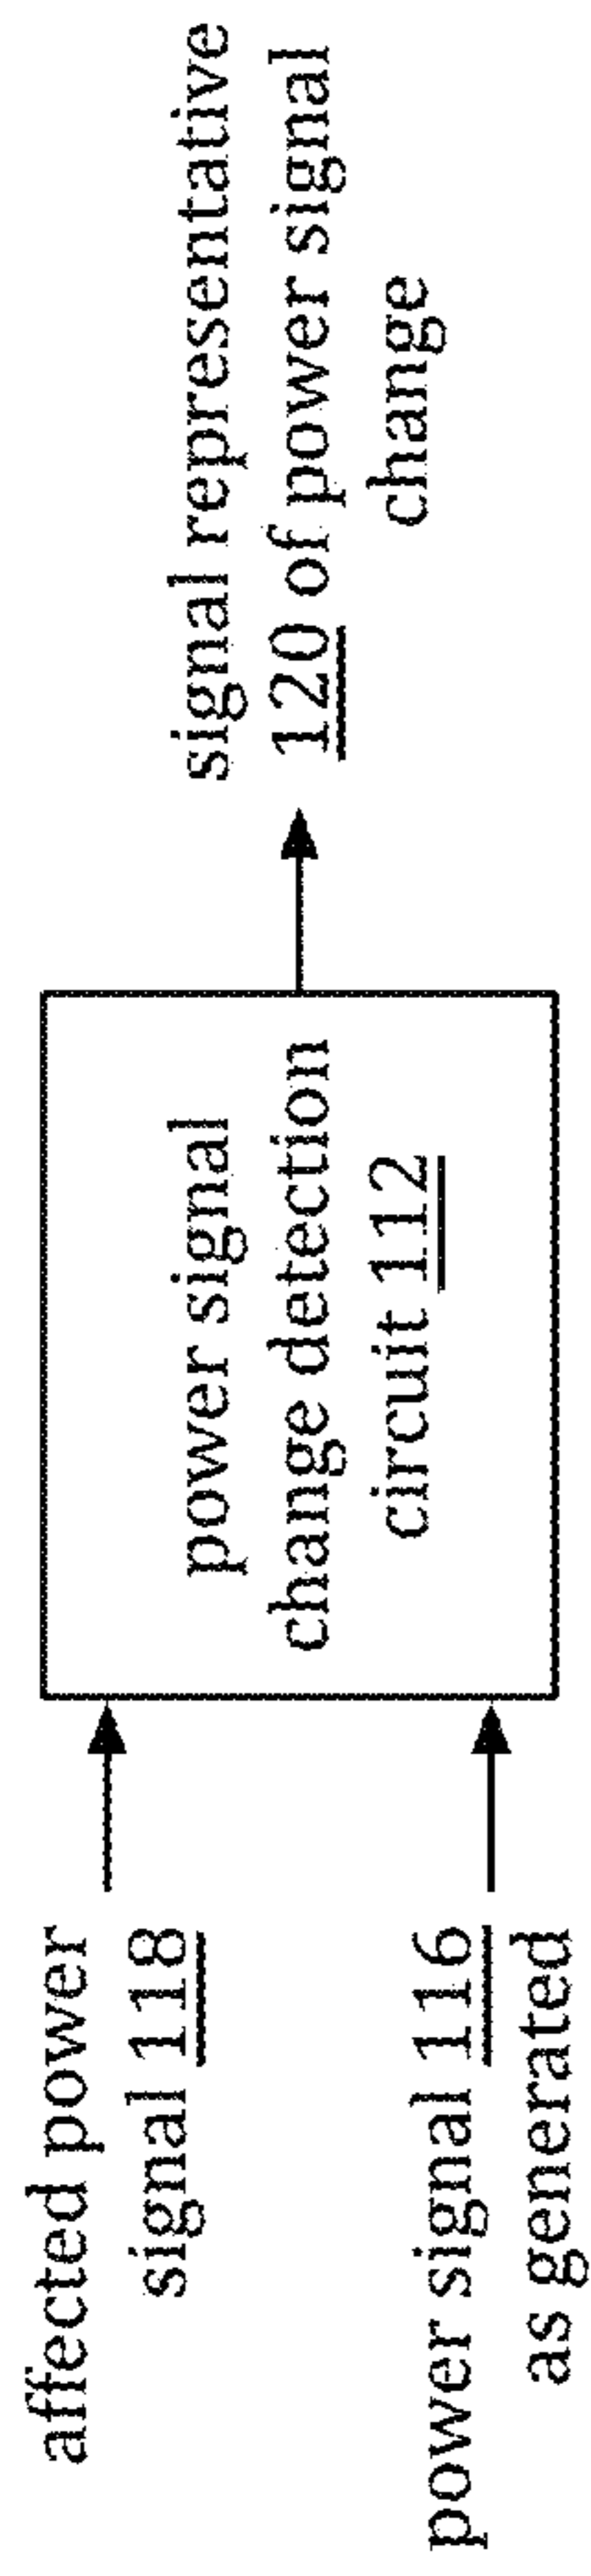 affected power
signal 118
power signal 116
as generated
power signal
change detection
circuit 112
signal representative
120 of power signal
change